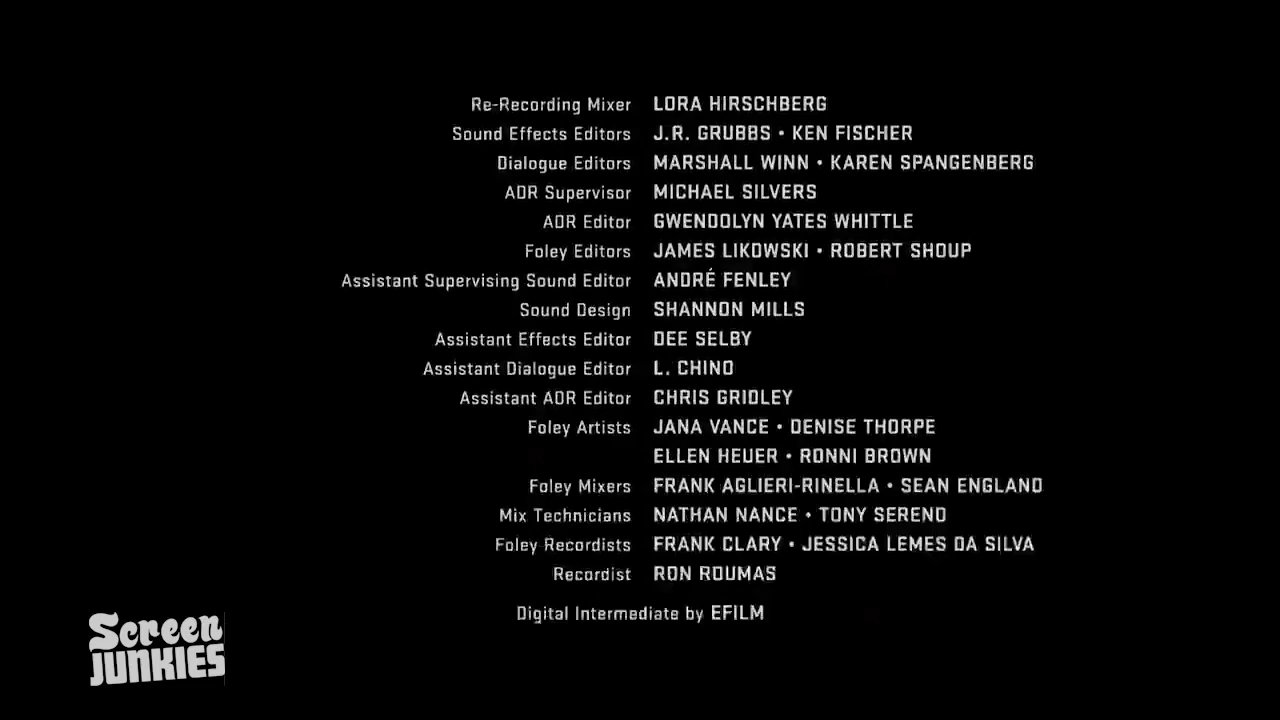 Re-Recording Mixer LORA HIRSCHBERG
Sound Effects Editors J.R. GRUBBS • KEN FISCHER
Dialogue Editors MARSHALL WINN • KAREN SPANGENBERG
ADR Supervisor MICHAEL SILVERS
ADR Editor GWENDOLYN YATES WHITTLE
Foley Editors JAMES LIKOWSKI • ROBERT SHOUP
Assistant Supervising Sound Editor ANDRÉ FENLEY
Sound Design SHANNON MILLS
Assistant Effects Editor DEE SELBY
Assistant Dialogue Editor L. CHINO
Assistant ADR Editor CHRIS GRIDLEY
Foley Artists JANA VANCE • DENISE THORPE
ELLEN HEUER • RONNI BROWN
Foley Mixers FRANK AGLIERI-RINELLA • SEAN ENGLAND
Mix Technicians NATHAN NANCE • TONY SERENO
Foley Recordists FRANK CLARY • JESSICA LEMES DA SILVA
Recordist RON ROUMAS
Digital Intermediate by EFILM
Screen
JUNKIES